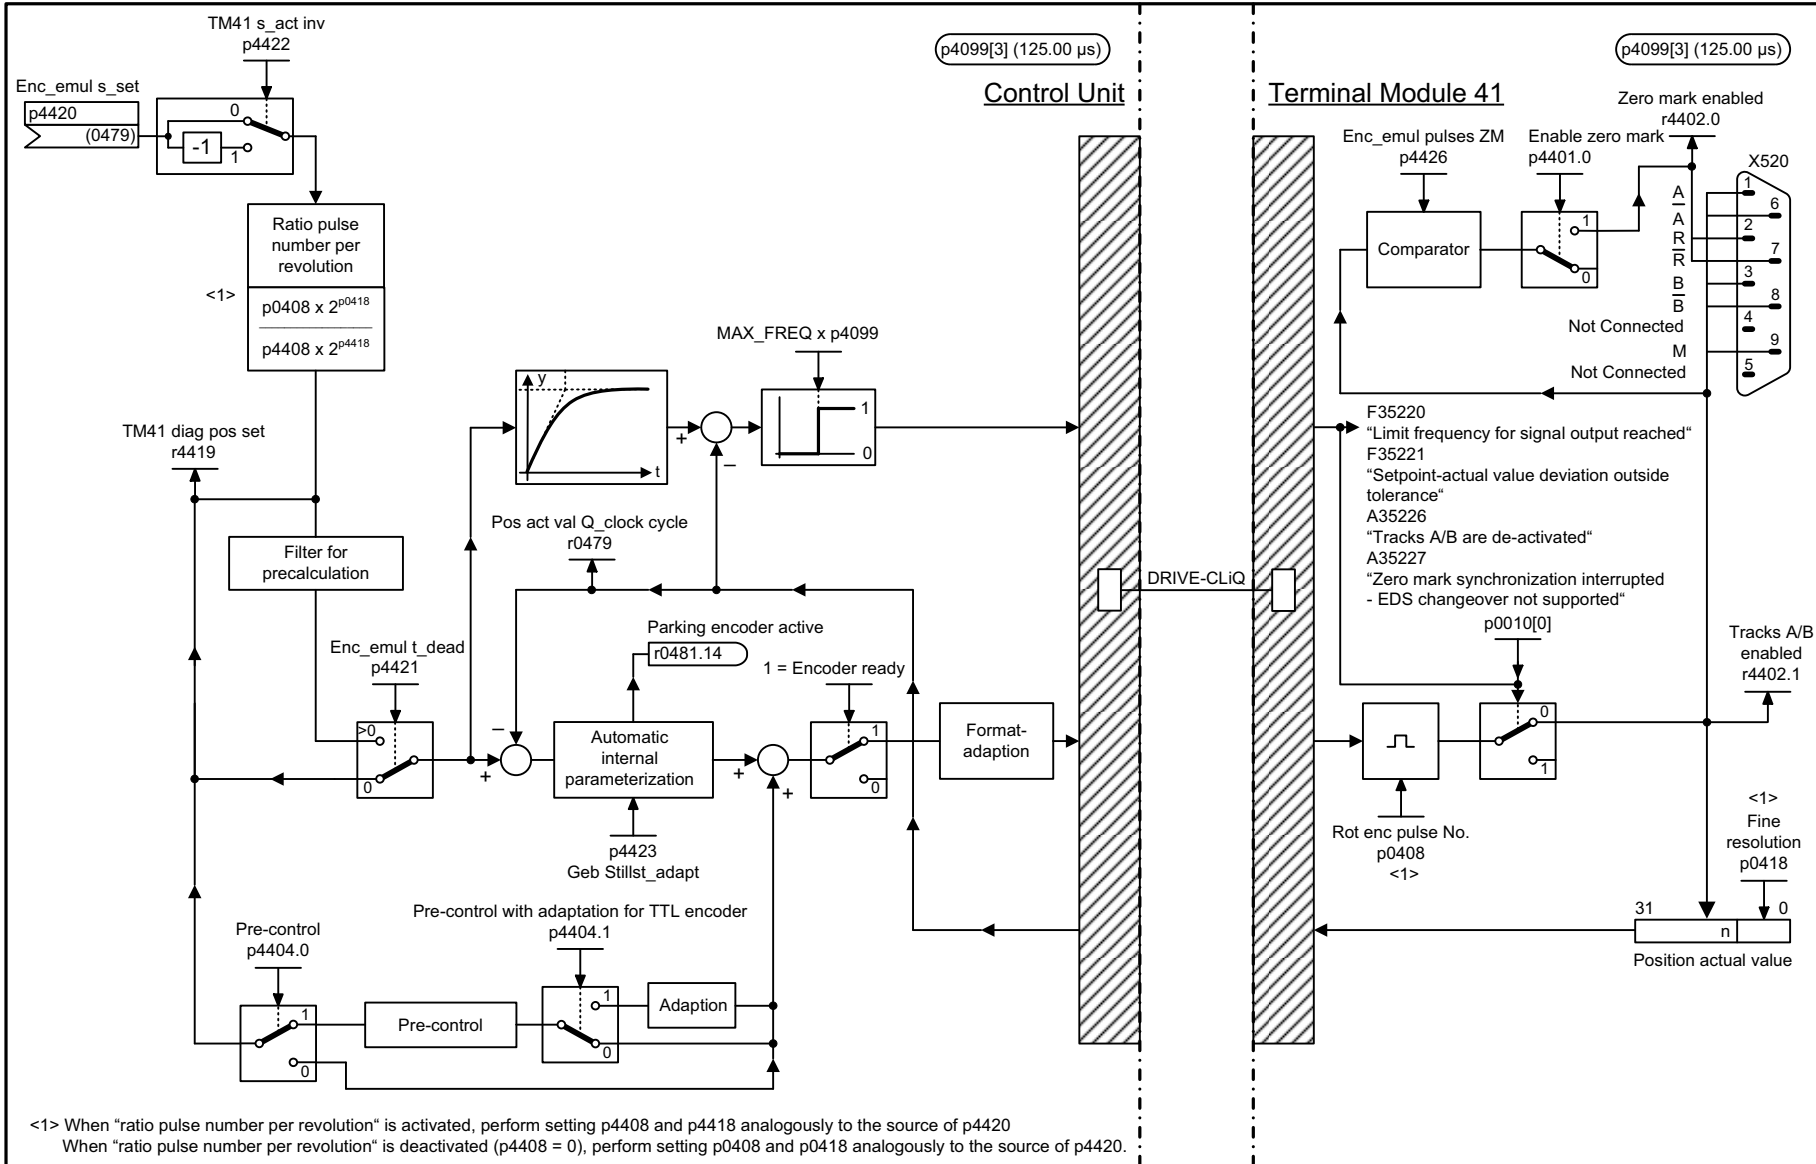 TM41 s_act inv
p4422
Enc_emul s_set
p4420
(0479)
0
-1
1
Ratio pulse
number per
revolution
<1>
p0408 x 2^p0418
p4408 x 2^p4418
TM41 diag pos set
r4419
Filter for
precalculation
Enc_emul t_dead
p4421
>0
0
y
t
MAX_FREQ x p4099
1
0
+
–
Pos act val Q_clock cycle
r0479
Parking encoder active
r0481.14
1 = Encoder ready
–
+
Automatic
internal
parameterization
+
+
1
0
Format-
adaption
p4423
Geb Stillst_adapt
Pre-control with adaptation for TTL encoder
p4404.1
Pre-control
p4404.0
1
0
Pre-control
1
0
Adaption
p4099[3] (125.00 µs)
Control Unit
DRIVE-CLiQ
p4099[3] (125.00 µs)
Terminal Module 41
Zero mark enabled
r4402.0
Enc_emul pulses ZM
p4426
Enable zero mark
p4401.0
Comparator
1
0
X520
A
A
R
R
B
B
Not Connected
M
Not Connected
1
6
2
7
3
8
4
9
5
F35220
“Limit frequency for signal output reached“
F35221
“Setpoint-actual value deviation outside
tolerance“
A35226
“Tracks A/B are de-activated“
A35227
“Zero mark synchronization interrupted
- EDS changeover not supported“
p0010[0]
0
1
Tracks A/B
enabled
r4402.1
Rot enc pulse No.
p0408
<1>
<1>
Fine
resolution
p0418
31
0
n
Position actual value
<1> When “ratio pulse number per revolution“ is activated, perform setting p4408 and p4418 analogously to the source of p4420
When “ratio pulse number per revolution“ is deactivated (p4408 = 0), perform setting p0408 and p0418 analogously to the source of p4420.